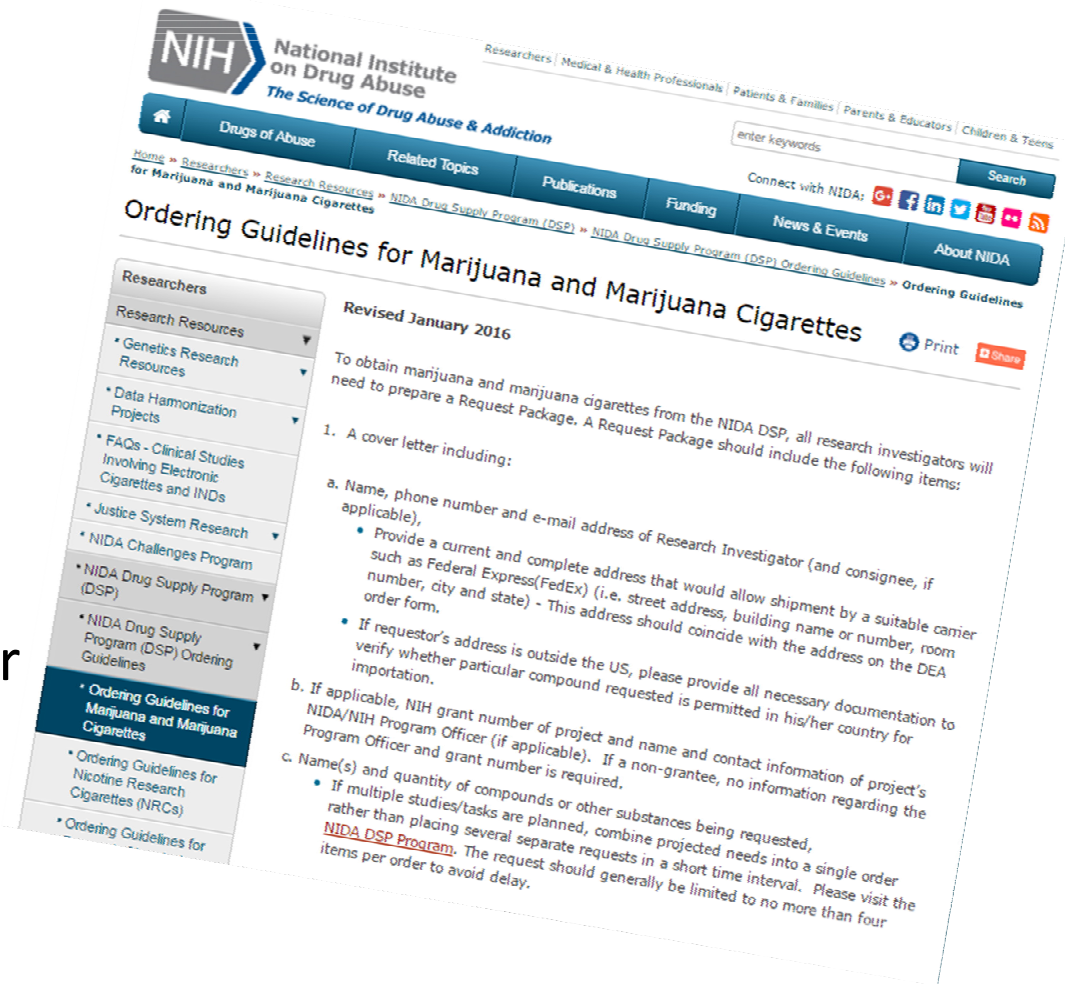 NIH
National Institute
on Drug Abuse
The Science of Drug Abuse & Addiction
Researchers | Medical & Health Professionals | Patients & Families | Parents & Educators | Children & Teens
enter keywords
Search
Connect with NIDA:
Drugs of Abuse
Related Topics
Publications
Funding
News & Events
About NIDA
Home » Researchers » Research Resources » NIDA Drug Supply Program (DSP) » NIDA Drug Supply Program (DSP) Ordering Guidelines » Ordering Guidelines
for Marijuana and Marijuana Cigarettes
Ordering Guidelines for Marijuana and Marijuana Cigarettes
Print
Share
Researchers
Research Resources
Genetics Research
Resources
Data Harmonization
Projects
FAQs - Clinical Studies
Involving Electronic
Cigarettes and INDs
Justice System Research
NIDA Challenges Program
NIDA Drug Supply Program
(DSP)
NIDA Drug Supply
Program (DSP) Ordering
Guidelines
Ordering Guidelines for
Marijuana and Marijuana
Cigarettes
Ordering Guidelines for
Nicotine Research
Cigarettes (NRCs)
Ordering Guidelines for
r
Revised January 2016
To obtain marijuana and marijuana cigarettes from the NIDA DSP, all research investigators will
need to prepare a Request Package. A Request Package should include the following items:
1. A cover letter including:
a. Name, phone number and e-mail address of Research Investigator (and consignee, if
applicable),
• Provide a current and complete address that would allow shipment by a suitable carrier
such as Federal Express(FedEx) (i.e. street address, building name or number, room
number, city and state) - This address should coincide with the address on the DEA
order form.
• If requestor's address is outside the US, please provide all necessary documentation to
verify whether particular compound requested is permitted in his/her country for
importation.
b. If applicable, NIH grant number of project and name and contact information of project's
NIDA/NIH Program Officer (if applicable). If a non-grantee, no information regarding the
Program Officer and grant number is required.
c. Name(s) and quantity of compounds or other substances being requested,
• If multiple studies/tasks are planned, combine projected needs into a single order
rather than placing several separate requests in a short time interval. Please visit the
NIDA DSP Program. The request should generally be limited to no more than four
items per order to avoid delay.